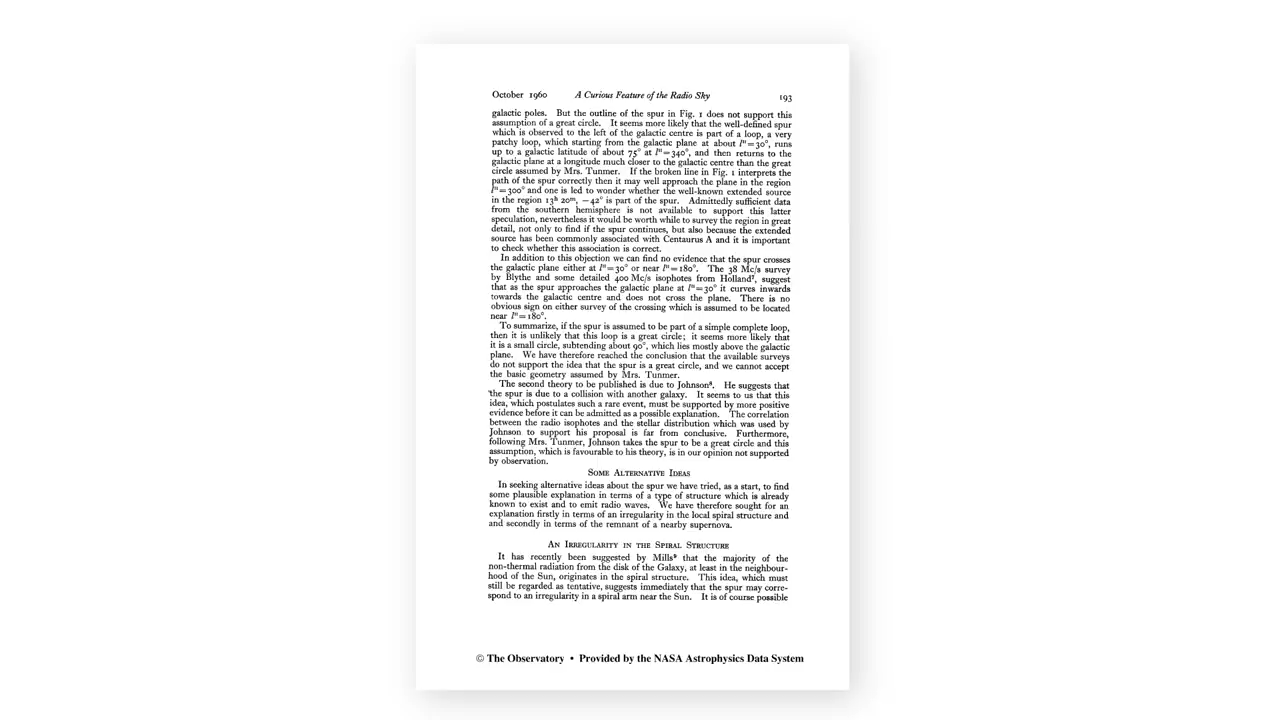 October 1960 A Curious Feature of the Radio Sky 193
galactic poles. But the outline of the spur in Fig. 1 does not support this
assumption of a great circle. It seems more likely that the well-defined spur
which is observed to the left of the galactic centre is part of a loop, a very
patchy loop, which starting from the galactic plane at about lᴵᴵ=30°, runs
up to a galactic latitude of about 75° at lᴵᴵ=340°, and then returns to the
galactic plane at a longitude much closer to the galactic centre than the great
circle assumed by Mrs. Tunmer. If the broken line in Fig. 1 interprets the
path of the spur correctly then it may well approach the plane in the region
lᴵᴵ=300° and one is led to wonder whether the well-known extended source
in the region 13ʰ 20ᵐ, −42° is part of the spur. Admittedly sufficient data
from the southern hemisphere is not available to support this latter
speculation, nevertheless it would be worth while to survey the region in great
detail, not only to find if the spur continues, but also because the extended
source has been commonly associated with Centaurus A and it is important
to check whether this association is correct.
In addition to this objection we can find no evidence that the spur crosses
the galactic plane either at lᴵᴵ=30° or near lᴵᴵ=180°. The 38 Mc/s survey
by Blythe and some detailed 400 Mc/s isophotes from Holland⁷, suggest
that as the spur approaches the galactic plane at lᴵᴵ=30° it curves inwards
towards the galactic centre and does not cross the plane. There is no
obvious sign on either survey of the crossing which is assumed to be located
near lᴵᴵ=180°.
To summarize, if the spur is assumed to be part of a simple complete loop,
then it is unlikely that this loop is a great circle; it seems more likely that
it is a small circle, subtending about 90°, which lies mostly above the galactic
plane. We have therefore reached the conclusion that the available surveys
do not support the idea that the spur is a great circle, and we cannot accept
the basic geometry assumed by Mrs. Tunmer.
The second theory to be published is due to Johnson⁸. He suggests that
the spur is due to a collision with another galaxy. It seems to us that this
idea, which postulates such a rare event, must be supported by more positive
evidence before it can be admitted as a possible explanation. The correlation
between the radio isophotes and the stellar distribution which was used by
Johnson to support his proposal is far from conclusive. Furthermore,
following Mrs. Tunmer, Johnson takes the spur to be a great circle and this
assumption, which is favourable to his theory, is in our opinion not supported
by observation.
SOME ALTERNATIVE IDEAS
In seeking alternative ideas about the spur we have tried, as a start, to find
some plausible explanation in terms of a type of structure which is already
known to exist and to emit radio waves. We have therefore sought for an
explanation firstly in terms of an irregularity in the local spiral structure and
and secondly in terms of the remnant of a nearby supernova.
AN IRREGULARITY IN THE SPIRAL STRUCTURE
It has recently been suggested by Mills⁹ that the majority of the
non-thermal radiation from the disk of the Galaxy, at least in the neighbour-
hood of the Sun, originates in the spiral structure. This idea, which must
still be regarded as tentative, suggests immediately that the spur may corre-
spond to an irregularity in a spiral arm near the Sun. It is of course possible
© The Observatory • Provided by the NASA Astrophysics Data System